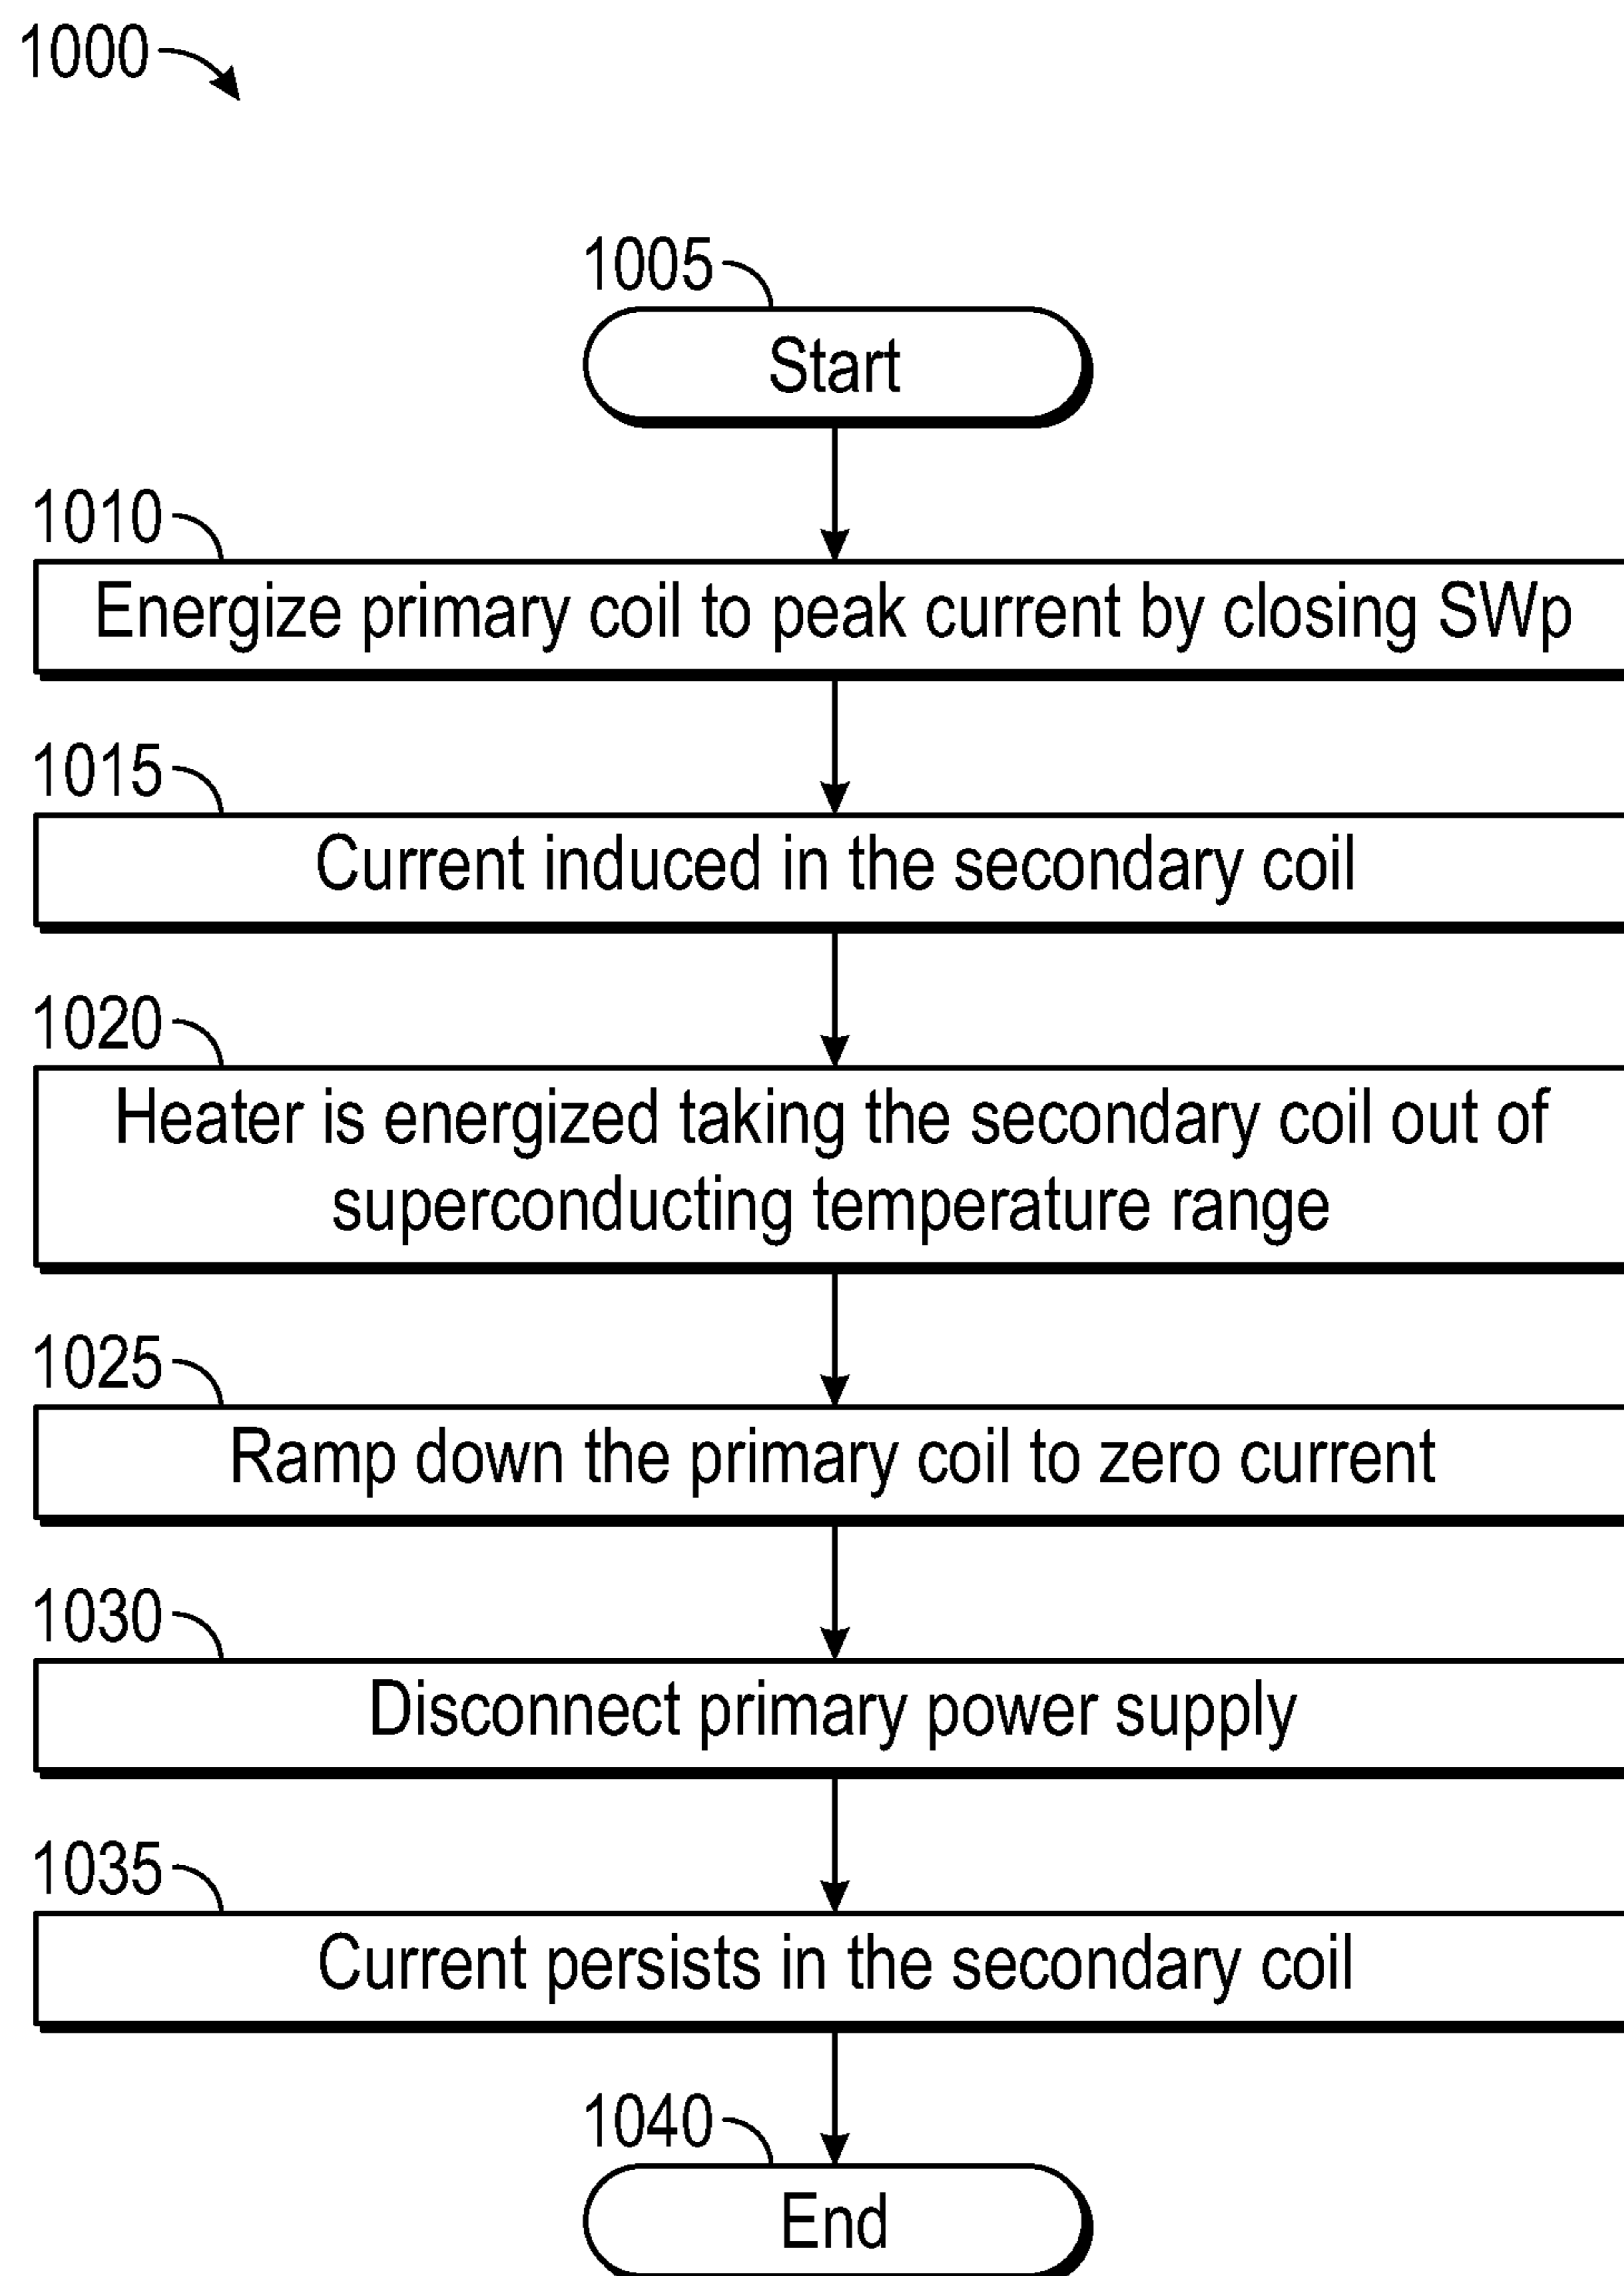 1000
1005
Start
1010
Energize primary coil to peak current by closing SWp
1015
Current induced in the secondary coil
1020
Heater is energized taking the secondary coil out of
superconducting temperature range
1025
Ramp down the primary coil to zero current
1030
Disconnect primary power supply
1035
Current persists in the secondary coil
1040
End